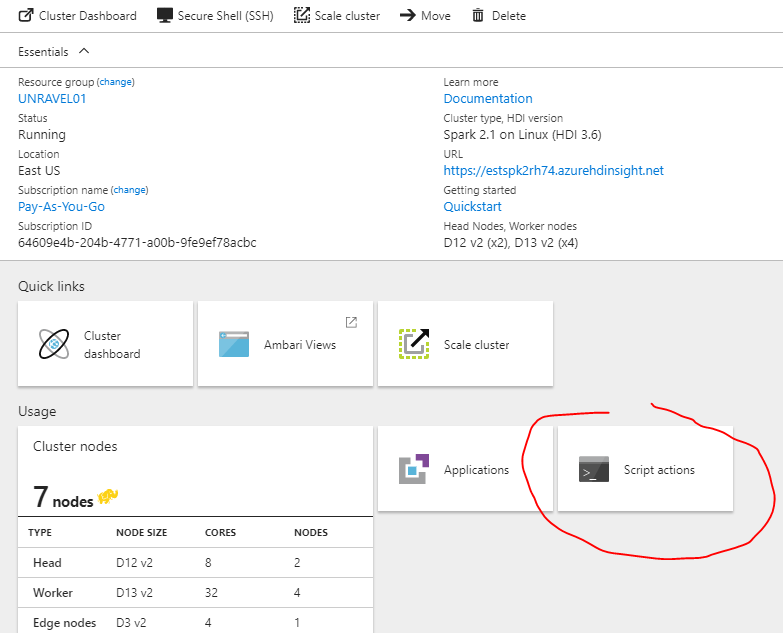 Cluster Dashboard Secure Shell (SSH) Scale cluster Move Delete
Essentials
Resource group (change)
UNRAVEL01
Status
Running
Location
East US
Subscription name (change)
Pay-As-You-Go
Subscription ID
64609e4b-204b-4771-a00b-9fe9ef78acbc
Learn more
Documentation
Cluster type, HDI version
Spark 2.1 on Linux (HDI 3.6)
URL
https://estspk2rh74.azurehdinsight.net
Getting started
Quickstart
Head Nodes, Worker nodes
D12 v2 (x2), D13 v2 (x4)
Quick links
Cluster
dashboard
Ambari Views
Scale cluster
Usage
Cluster nodes
7 nodes
TYPE NODE SIZE CORES NODES
Head D12 v2 8 2
Worker D13 v2 32 4
Edge nodes D3 v2 4 1
Applications
>_
Script actions